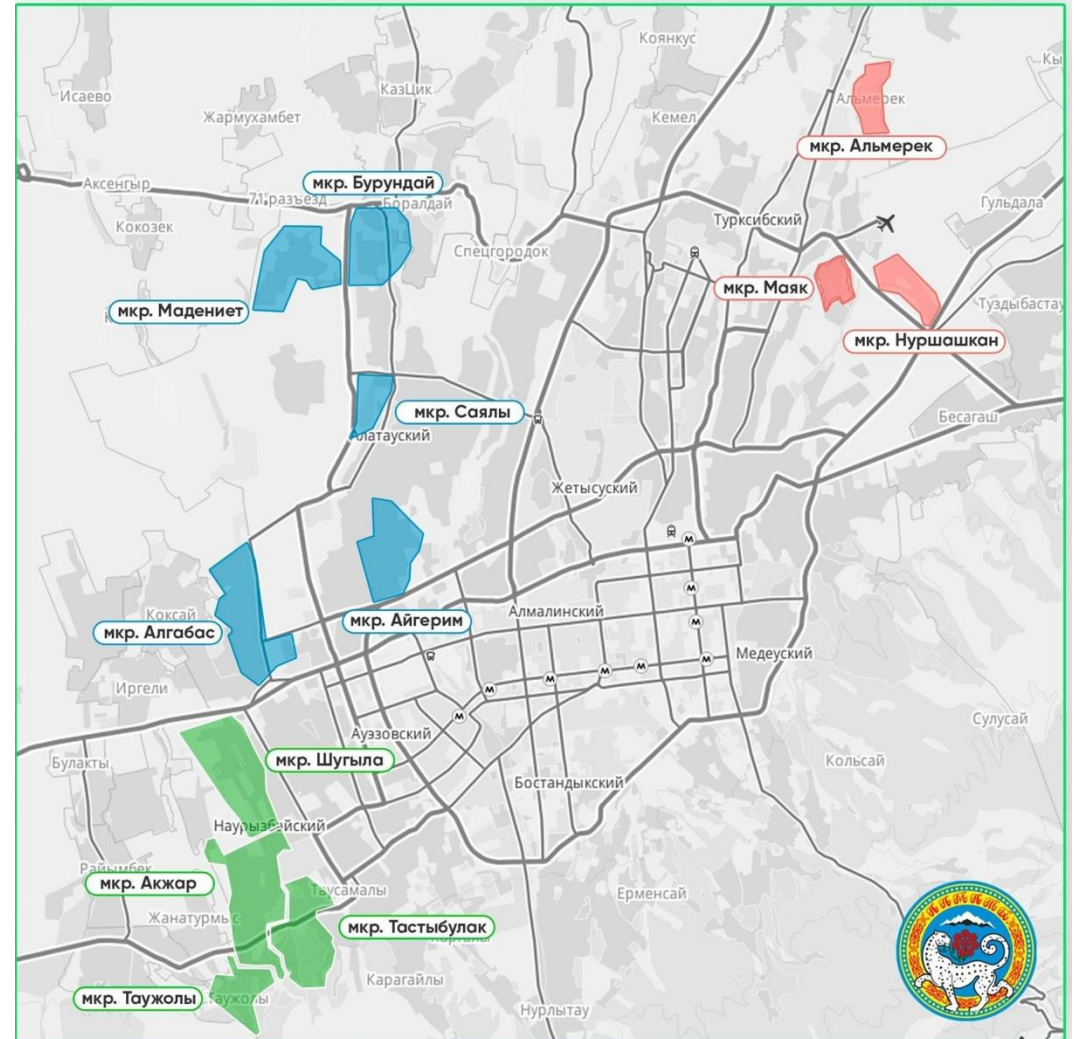 Коянкус
Кы
КазЦик
Исаево
Альмерек
Жармухамбет
Кемел
мкр. Альмерек
мкр. Бурундай
Аксенгыр
71 разъезд
Боралдай
Гульдала
Кокозек
Турксибский
Спецгородок
мкр. Маяк
Туздыбастау
мкр. Мадениет
мкр. Нуршашкан
мкр. Саялы
Бесагаш
Алатауский
Жетысуский
М
М
Коксай
Алмалинский
мкр. Айгерим
М
мкр. Алгабас
Медеуский
М
М
М
М
Иргели
М
М
Сулусай
Ауэзовский
мкр. Шугыла
Булакты
Кольсай
Бостандыкский
Наурызбайский
Райымбек
мкр. Акжар
Таусамалы
Ерменсай
Жанатурмыс
мкр. Тастыбулак
Каргалы
Карагайлы
мкр. Таужолы
Таужолы
Нурлытау